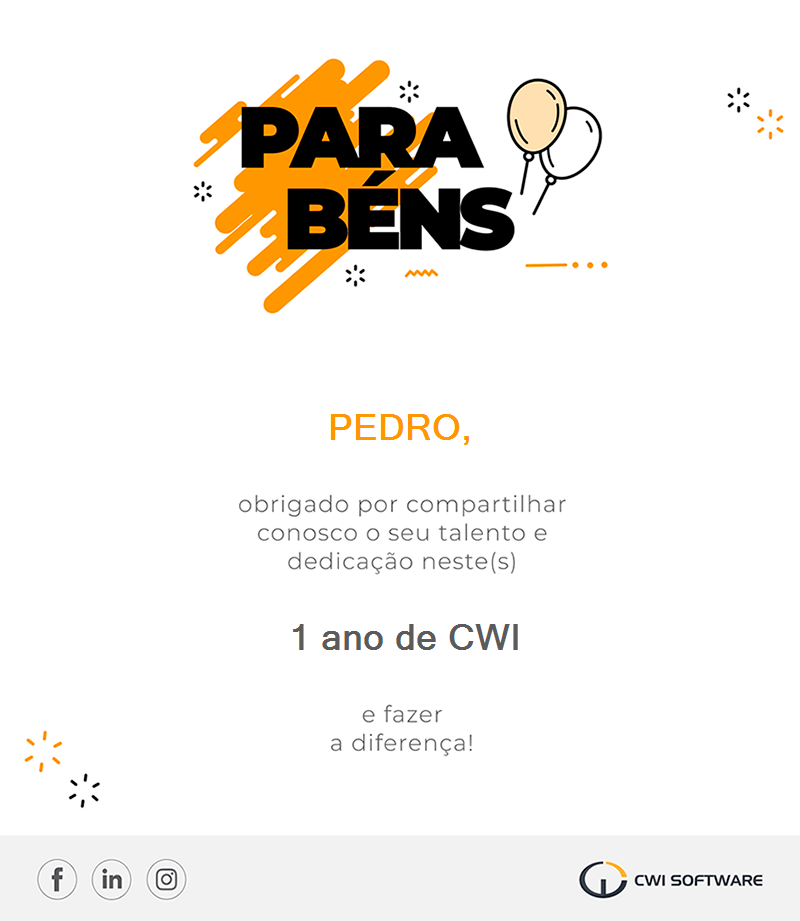 PARA
BÉNS
PEDRO,
obrigado por compartilhar
conosco o seu talento e
dedicação neste(s)
1 ano de CWI
e fazer
a diferença!
f in CWI SOFTWARE